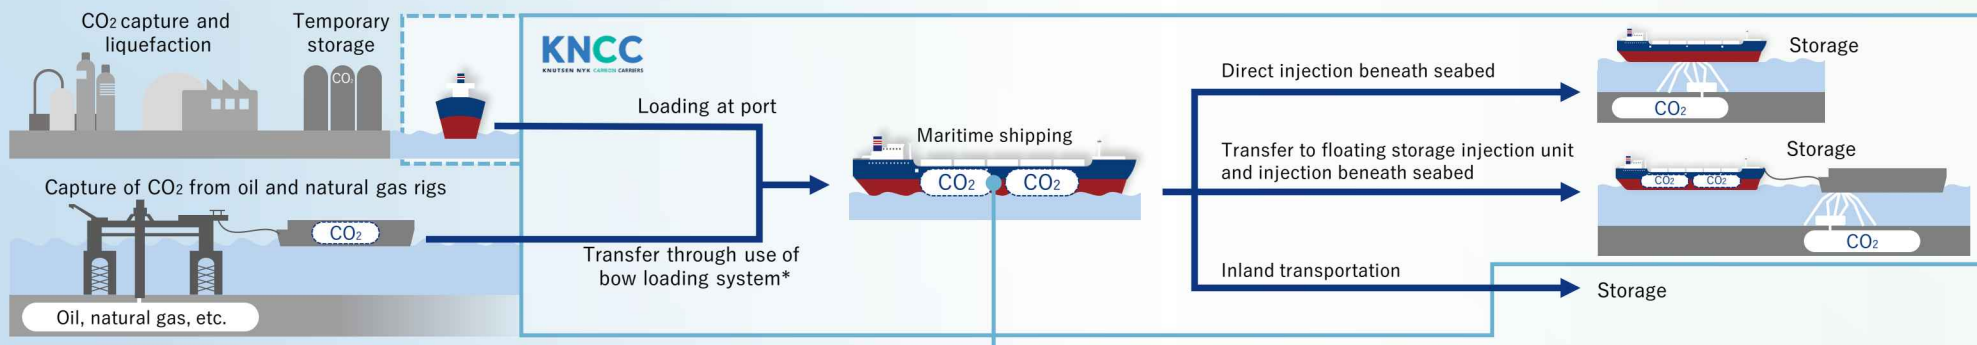 CO2 capture and
liquefaction
Temporary
storage
CO2
KNCC
KNUTSEN NYK CARBON CARRIERS
Loading at port
Capture of CO2 from oil and natural gas rigs
CO2
Oil, natural gas, etc.
Transfer through use of
bow loading system*
Maritime shipping
CO2
CO2
Direct injection beneath seabed
Storage
CO2
Transfer to floating storage injection unit
and injection beneath seabed
Storage
CO2
CO2
CO2
Inland transportation
Storage